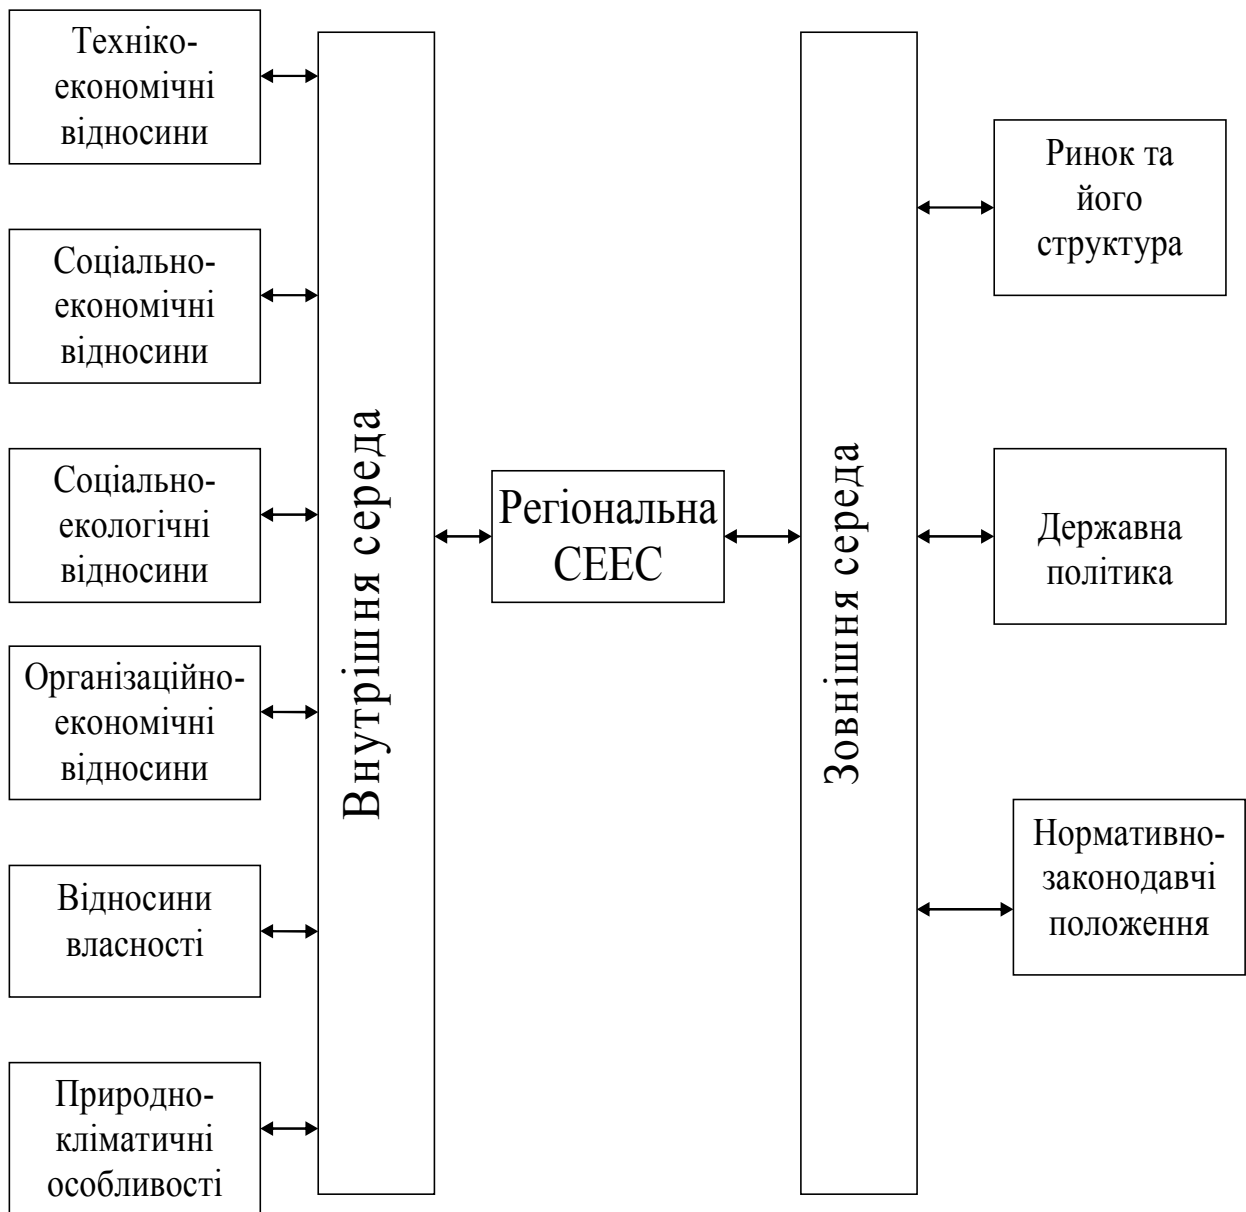 Техніко-
економічні
відносини
Соціально-
економічні
відносини
Соціально-
екологічні
відносини
Організаційно-
економічні
відносини
Відносини
власності
Природно-
кліматичні
особливості
Внутрішня середа
Регіональна
СЕЕС
Зовнішня середа
Ринок та
його
структура
Державна
політика
Нормативно-
законодавчі
положення